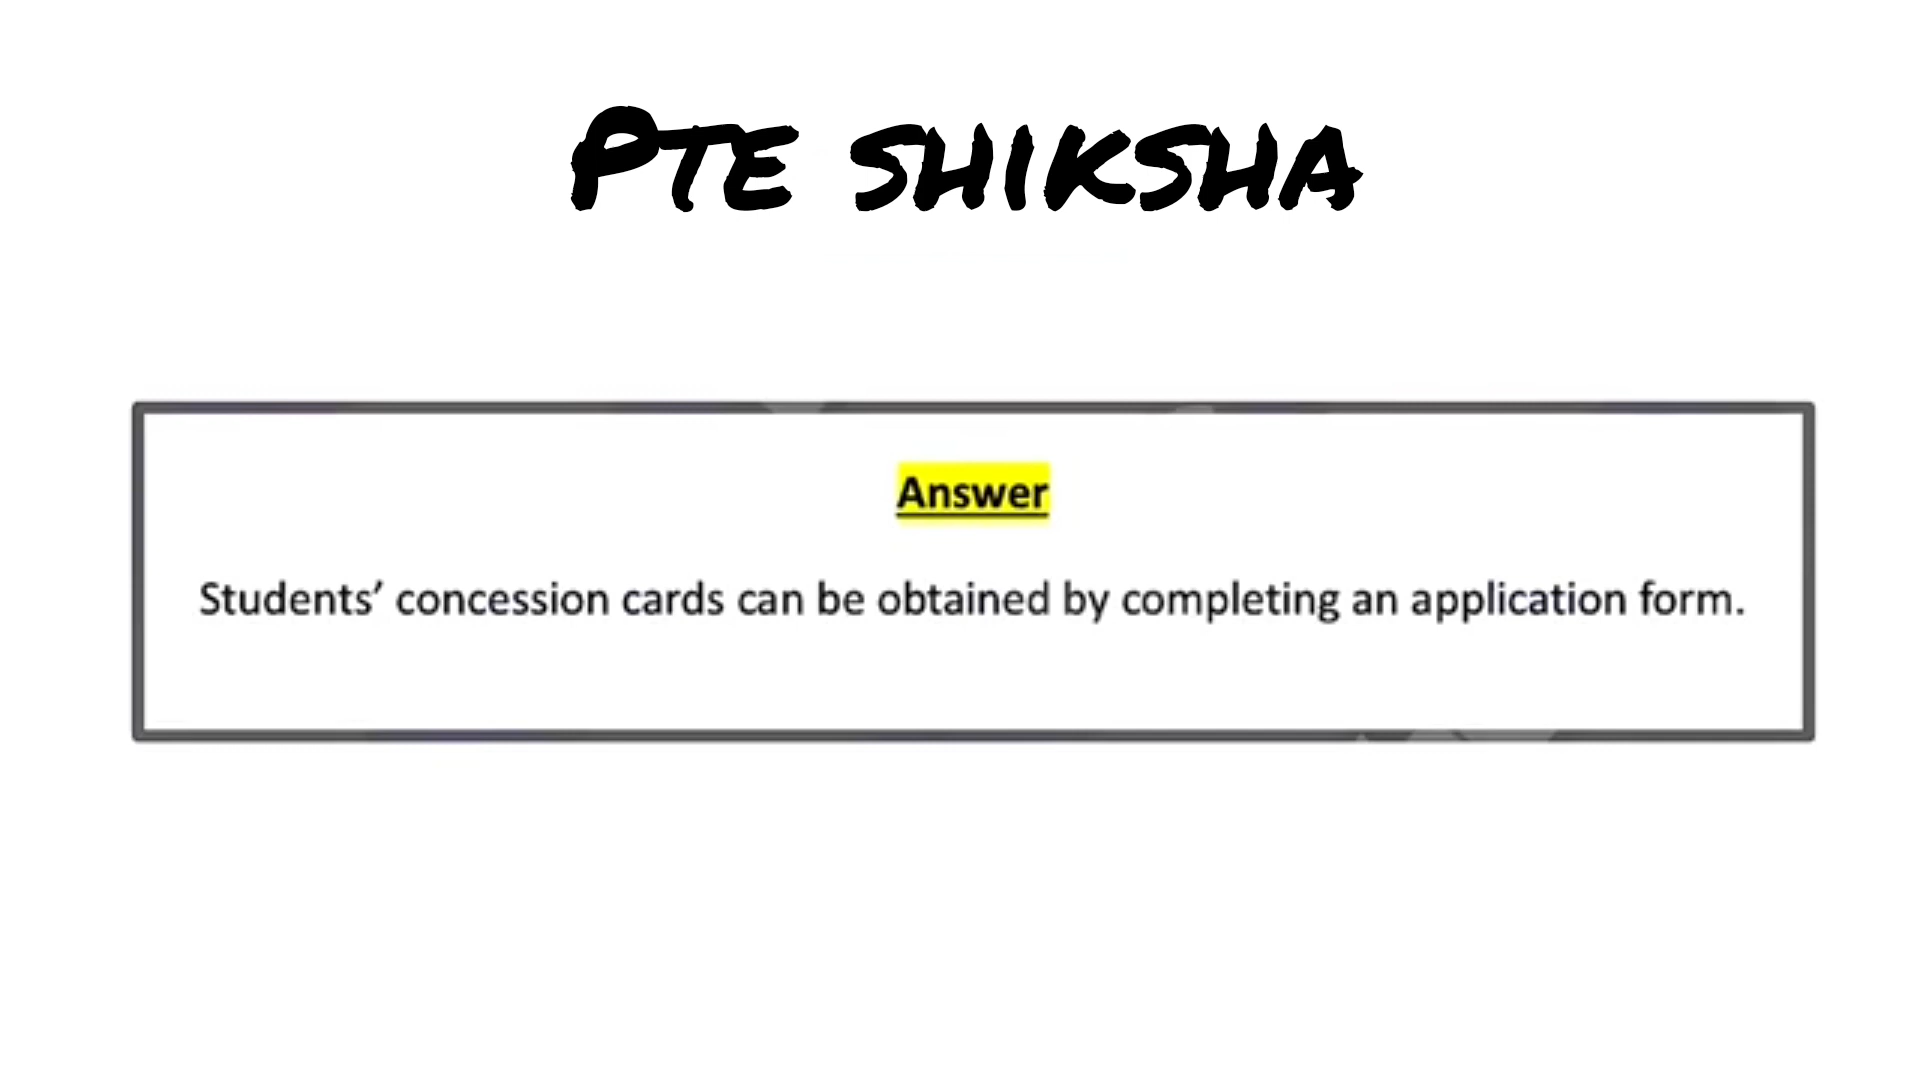 Pte shiksha
Answer
Students’ concession cards can be obtained by completing an application form.